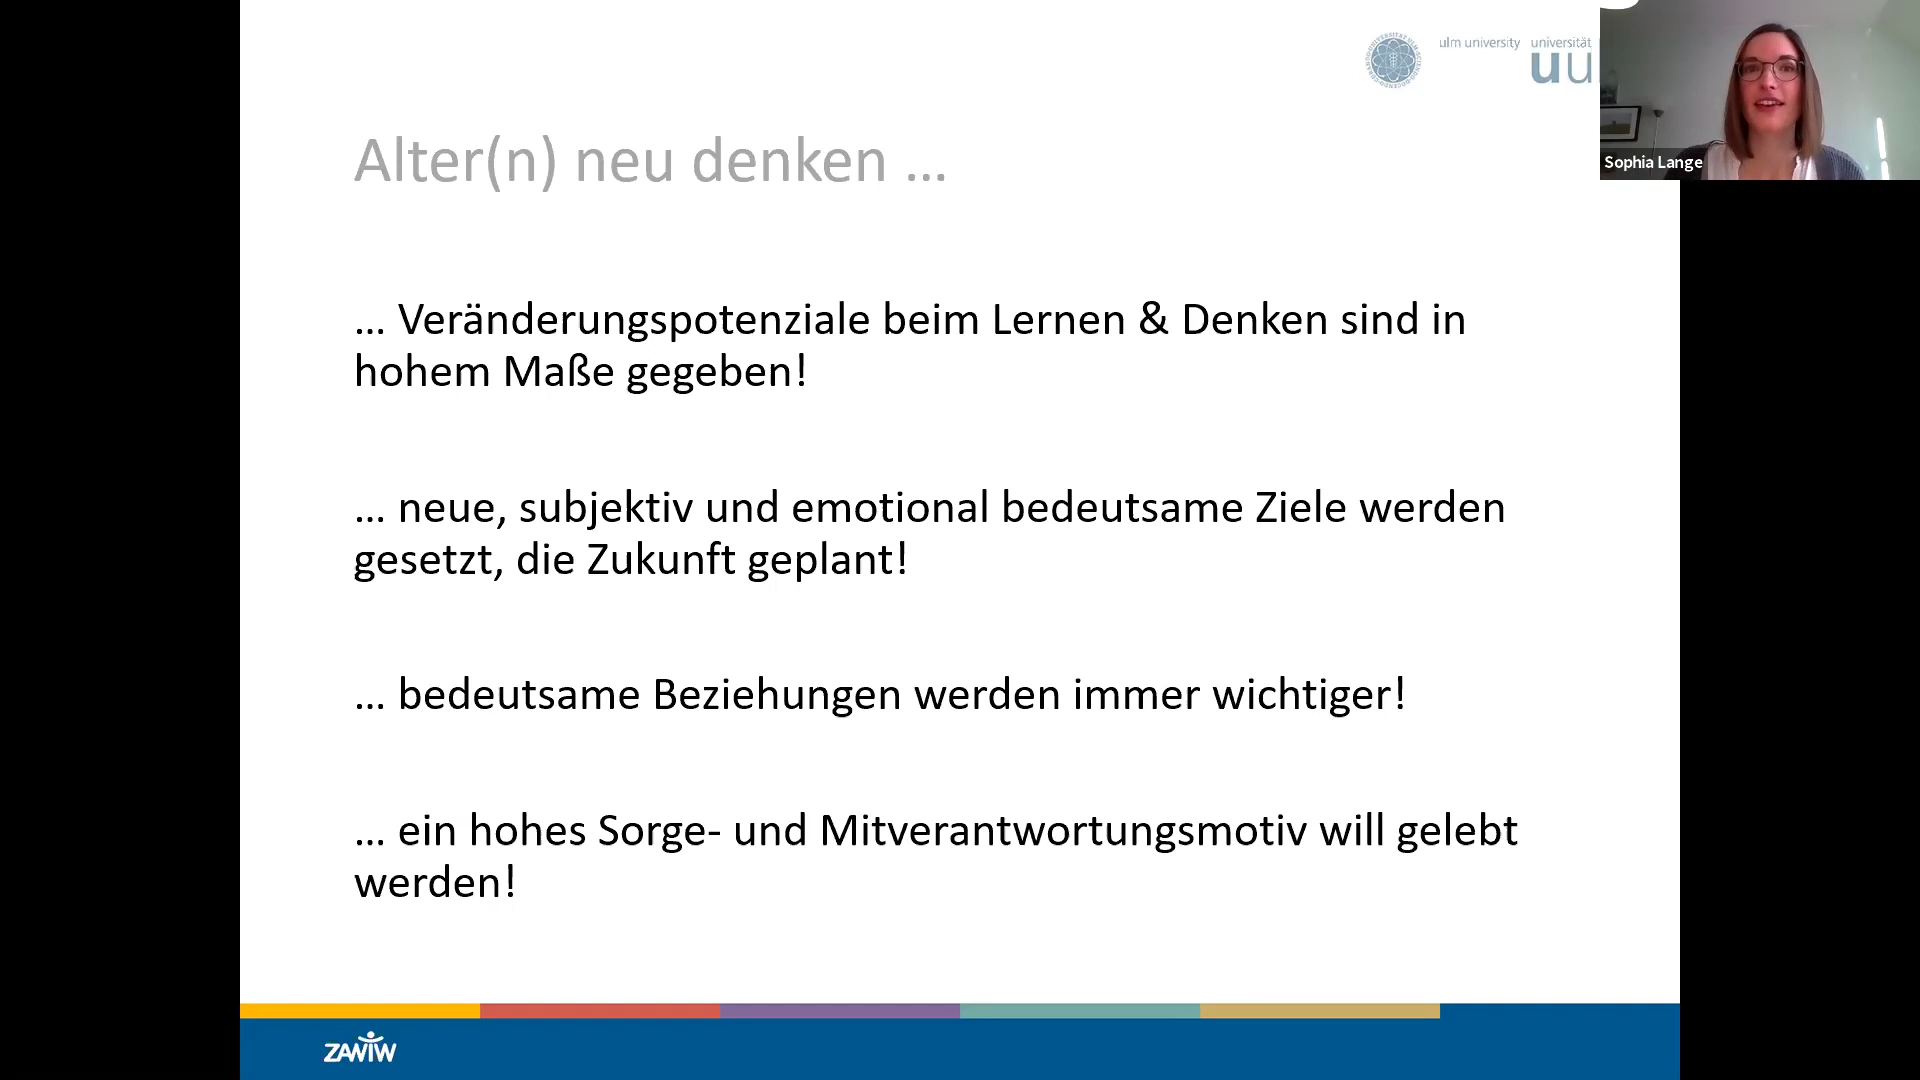 ulm university universität
uu
Sophia Lange
Alter(n) neu denken ...
... Veränderungspotenziale beim Lernen & Denken sind in
hohem Maße gegeben!
... neue, subjektiv und emotional bedeutsame Ziele werden
gesetzt, die Zukunft geplant!
... bedeutsame Beziehungen werden immer wichtiger!
... ein hohes Sorge- und Mitverantwortungsmotiv will gelebt
werden!
ZAWIW